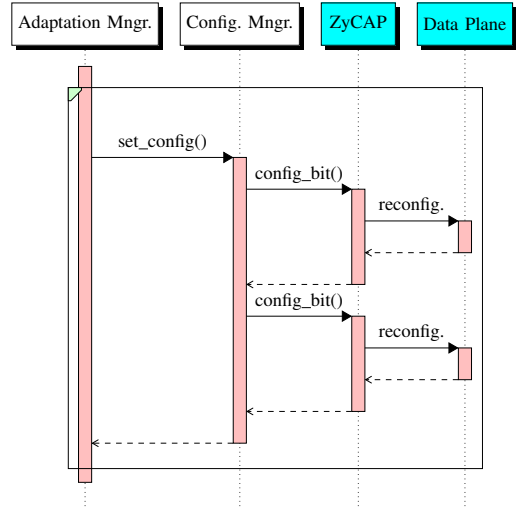 Adaptation Mngr.
Config. Mngr.
ZyCAP
Data Plane
set_config()
config_bit()
reconfig.
config_bit()
reconfig.